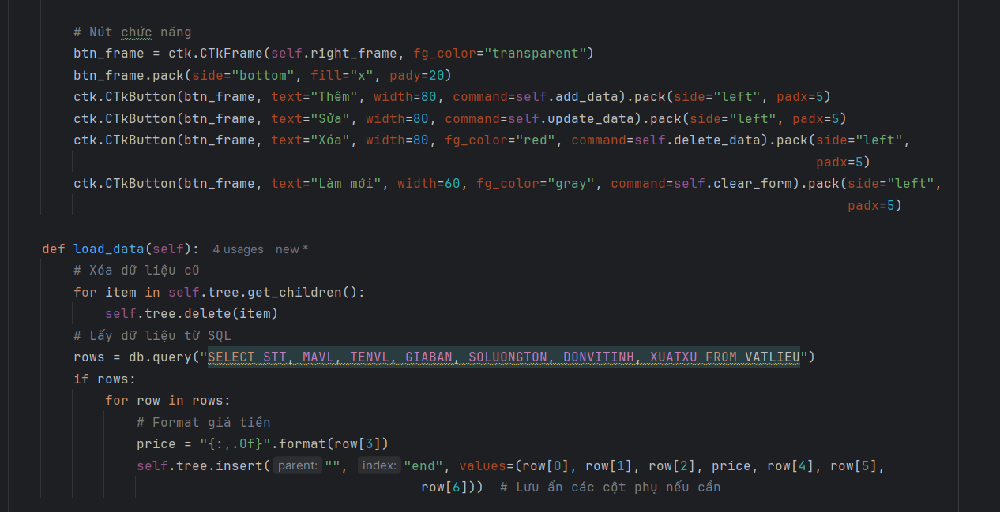 # Nút chức năng
btn_frame = ctk.CTkFrame(self.right_frame, fg_color="transparent")
btn_frame.pack(side="bottom", fill="x", pady=20)
ctk.CTkButton(btn_frame, text="Thêm", width=80, command=self.add_data).pack(side="left", padx=5)
ctk.CTkButton(btn_frame, text="Sửa", width=80, command=self.update_data).pack(side="left", padx=5)
ctk.CTkButton(btn_frame, text="Xóa", width=80, fg_color="red", command=self.delete_data).pack(side="left",
padx=5)
ctk.CTkButton(btn_frame, text="Làm mới", width=60, fg_color="gray", command=self.clear_form).pack(side="left",
padx=5)
def load_data(self): 4 usages new *
# Xóa dữ liệu cũ
for item in self.tree.get_children():
self.tree.delete(item)
# Lấy dữ liệu từ SQL
rows = db.query("SELECT STT, MAVL, TENVL, GIABAN, SOLUONGTON, DONVITINH, XUATXU FROM VATLIEU")
if rows:
for row in rows:
# Format giá tiền
price = "{:,.0f}".format(row[3])
self.tree.insert( parent: "", index: "end", values=(row[0], row[1], row[2], price, row[4], row[5],
row[6])) # Lưu ẩn các cột phụ nếu cần